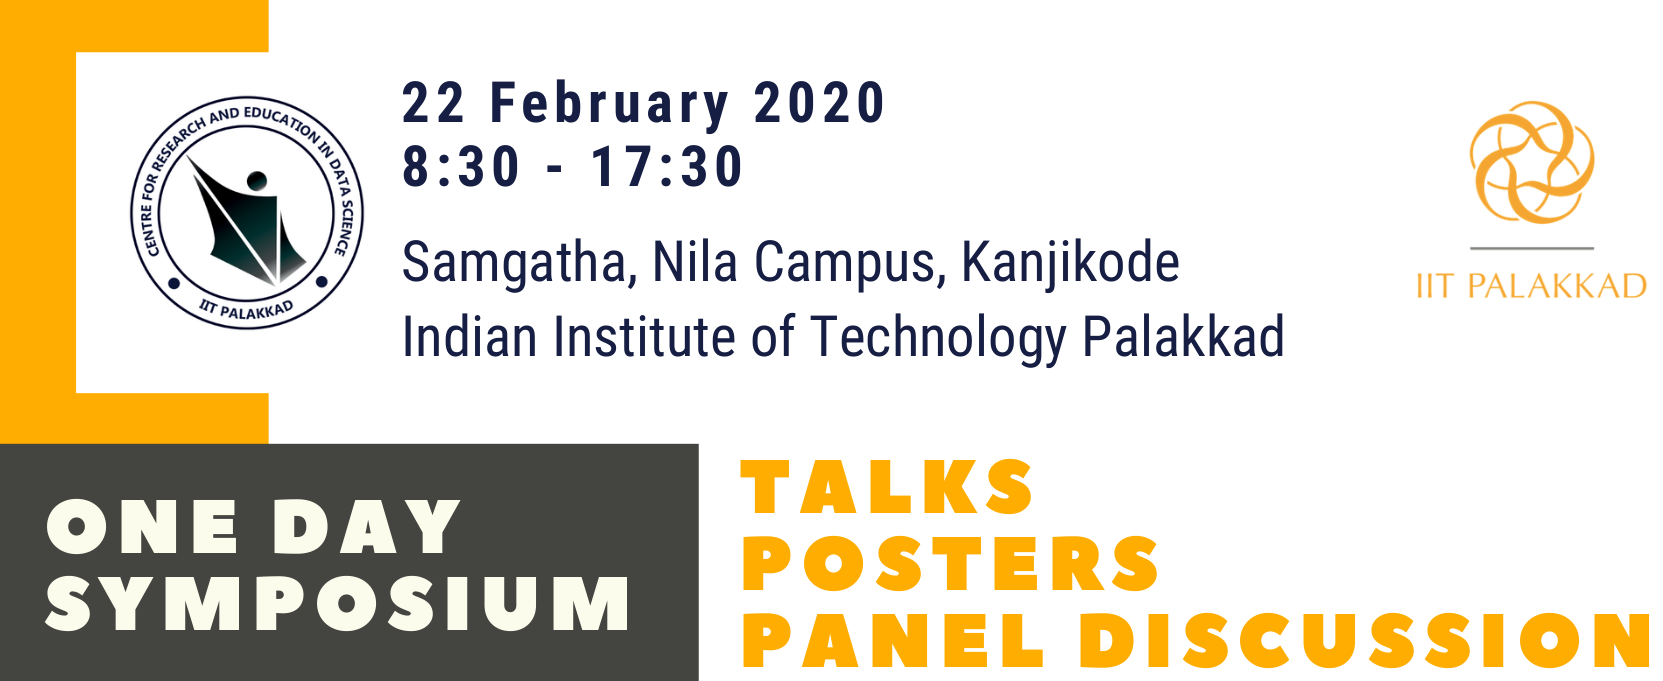 CENTRE FOR RESEARCH AND EDUCATION IN DATA SCIENCE
IIT PALAKKAD
22 February 2020
8:30 - 17:30
Samgatha, Nila Campus, Kanjikode
Indian Institute of Technology Palakkad
IIT PALAKKAD
ONE DAY
SYMPOSIUM
TALKS
POSTERS
PANEL DISCUSSION